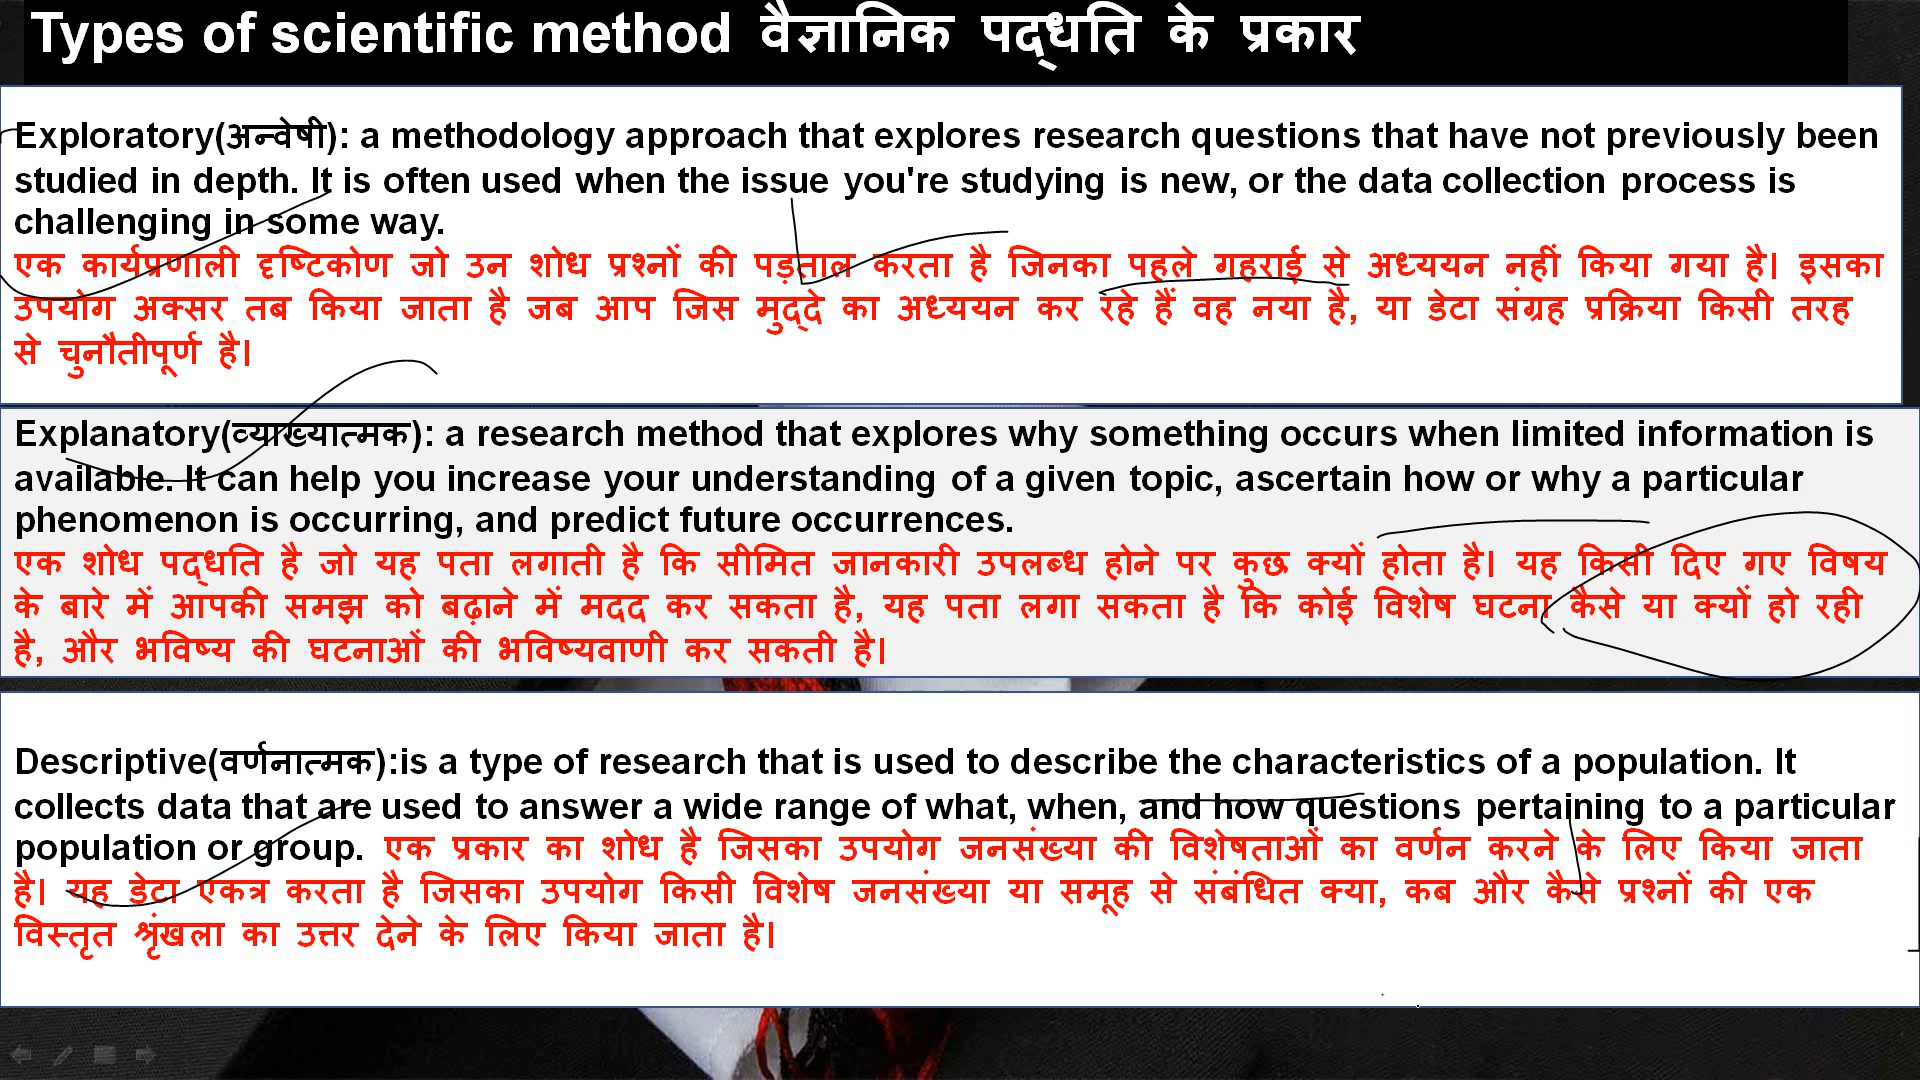 Types of scientific method वैज्ञानिक पद्धति के प्रकार
Exploratory(अन्वेषी): a methodology approach that explores research questions that have not previously been
studied in depth. It is often used when the issue you're studying is new, or the data collection process is
challenging in some way.
एक कार्यप्रणाली दृष्टिकोण जो उन शोध प्रश्नों की पड़ताल करता है जिनका पहले गहराई से अध्ययन नहीं किया गया है। इसका
उपयोग अक्सर तब किया जाता है जब आप जिस मुद्दे का अध्ययन कर रहे हैं वह नया है, या डेटा संग्रह प्रक्रिया किसी तरह
से चुनौतीपूर्ण है।
Explanatory(व्याख्यात्मक): a research method that explores why something occurs when limited information is
available. It can help you increase your understanding of a given topic, ascertain how or why a particular
phenomenon is occurring, and predict future occurrences.
एक शोध पद्धति है जो यह पता लगाती है कि सीमित जानकारी उपलब्ध होने पर कुछ क्यों होता है। यह किसी दिए गए विषय
के बारे में आपकी समझ को बढ़ाने में मदद कर सकता है, यह पता लगा सकता है कि कोई विशेष घटना कैसे या क्यों हो रही
है, और भविष्य की घटनाओं की भविष्यवाणी कर सकती है।
Descriptive(वर्णनात्मक):is a type of research that is used to describe the characteristics of a population. It
collects data that are used to answer a wide range of what, when, and how questions pertaining to a particular
population or group. एक प्रकार का शोध है जिसका उपयोग जनसंख्या की विशेषताओं का वर्णन करने के लिए किया जाता
है। यह डेटा एकत्र करता है जिसका उपयोग किसी विशेष जनसंख्या या समूह से संबंधित क्या, कब और कैसे प्रश्नों की एक
विस्तृत श्रृंखला का उत्तर देने के लिए किया जाता है।